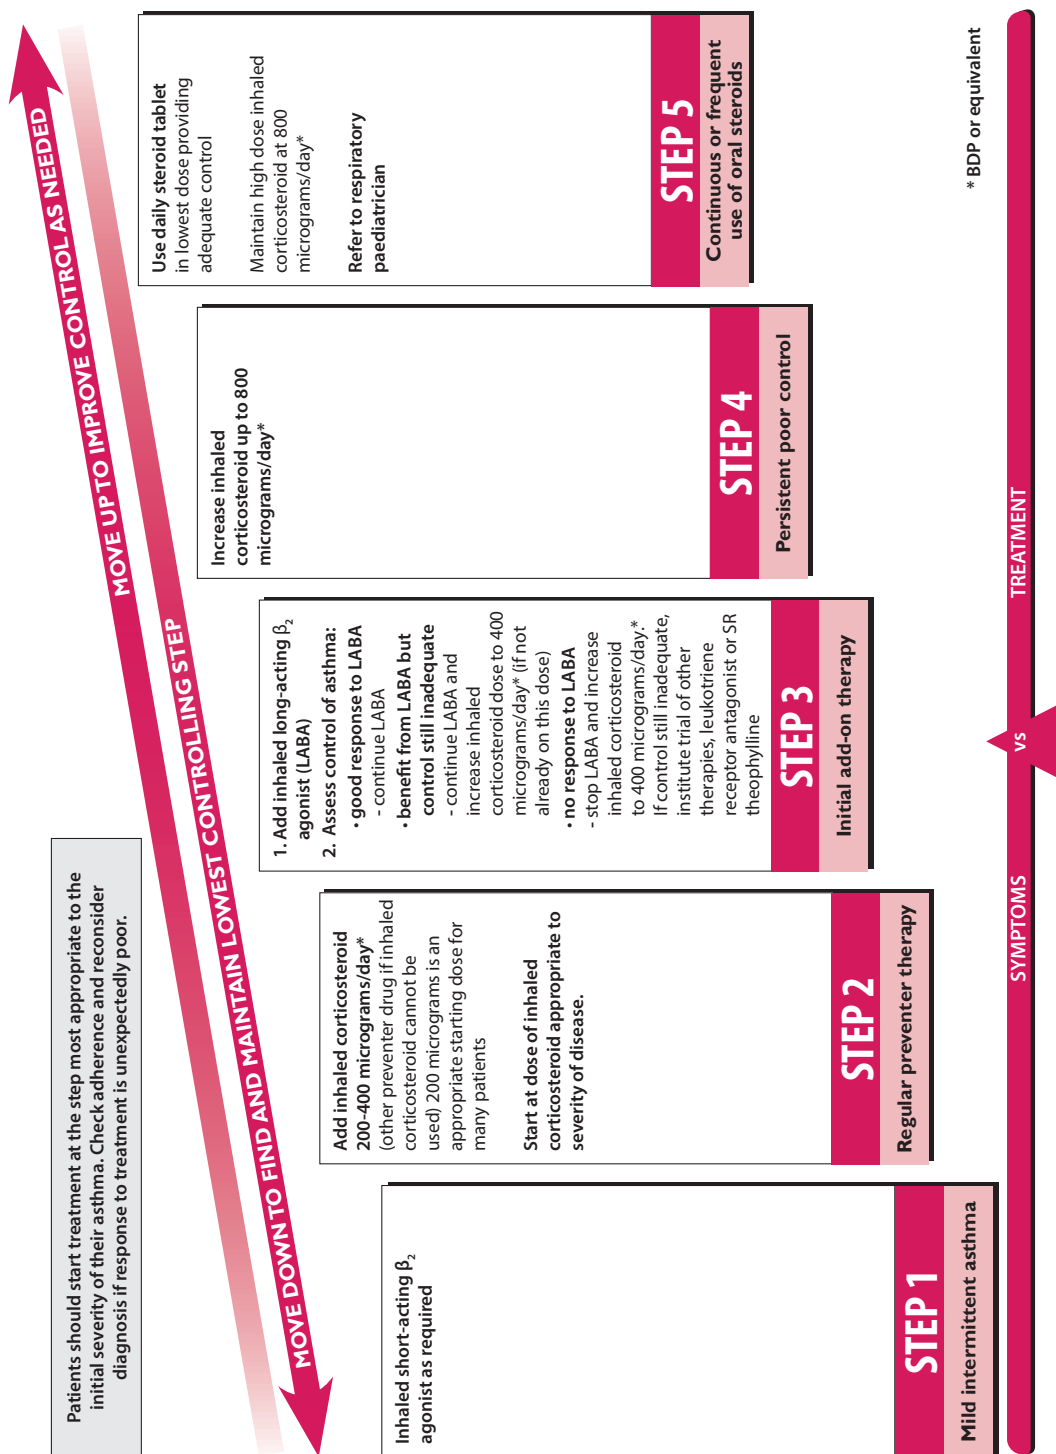 Patients should start treatment at the step most appropriate to the
initial severity of their asthma. Check adherence and reconsider
diagnosis if response to treatment is unexpectedly poor.
MOVE UP TO IMPROVE CONTROL AS NEEDED
MOVE DOWN TO FIND AND MAINTAIN LOWEST CONTROLLING STEP
Inhaled short-acting β₂
agonist as required
STEP 1
Mild intermittent asthma
Add inhaled corticosteroid
200-400 micrograms/day*
(other preventer drug if inhaled
corticosteroid cannot be
used) 200 micrograms is an
appropriate starting dose for
many patients
Start at dose of inhaled
corticosteroid appropriate to
severity of disease.
STEP 2
Regular preventer therapy
1. Add inhaled long-acting β₂
agonist (LABA)
2. Assess control of asthma:
• good response to LABA
- continue LABA
• benefit from LABA but
control still inadequate
- continue LABA and
increase inhaled
corticosteroid dose to 400
micrograms/day* (if not
already on this dose)
• no response to LABA
- stop LABA and increase
inhaled corticosteroid
to 400 micrograms/day.*
If control still inadequate,
institute trial of other
therapies, leukotriene
receptor antagonist or SR
theophylline
STEP 3
Initial add-on therapy
Increase inhaled
corticosteroid up to 800
micrograms/day*
STEP 4
Persistent poor control
Use daily steroid tablet
in lowest dose providing
adequate control
Maintain high dose inhaled
corticosteroid at 800
micrograms/day*
Refer to respiratory
paediatrician
STEP 5
Continuous or frequent
use of oral steroids
SYMPTOMS
vs
TREATMENT
* BDP or equivalent